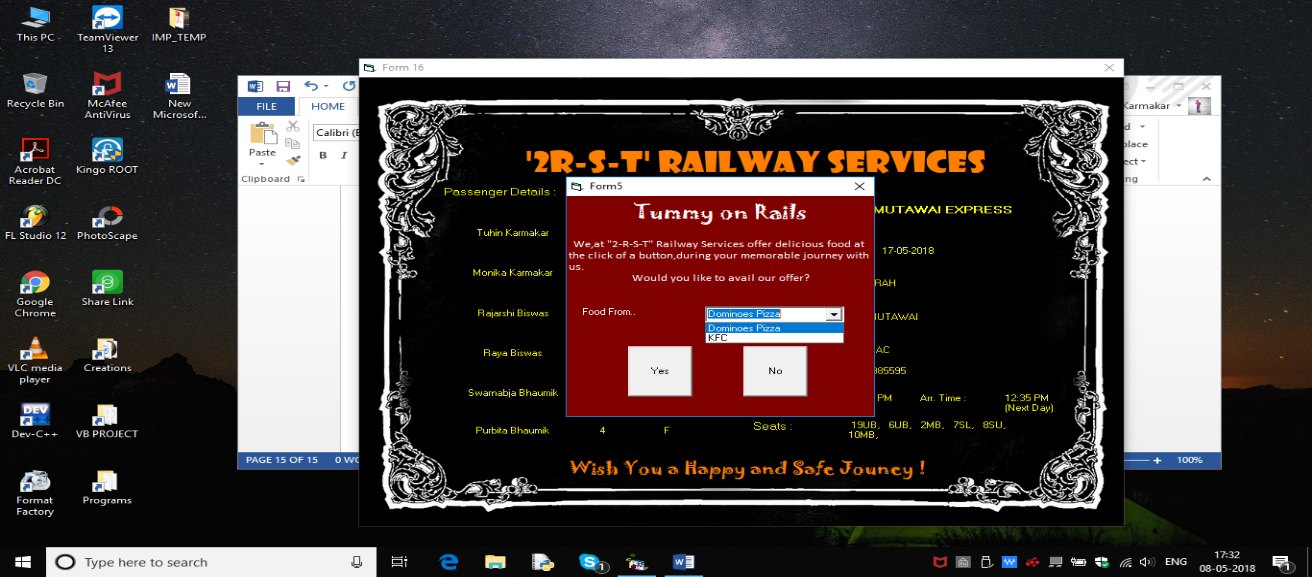 This PC
TeamViewer
13
IMP_TEMP
Recycle Bin
McAfee
AntiVirus
New
Microsof...
Acrobat
Reader DC
Kingo ROOT
FL Studio 12
PhotoScape
Google
Chrome
Share Link
VLC media
player
Creations
Dev-C++
VB PROJECT
Format
Factory
Programs
FILE
HOME
Karmakar
Calibri (B
Paste
B I
Clipboard
PAGE 15 OF 15
0 WO
100%
Form 16
'2R-S-T' RAILWAY SERVICES
Passenger Details :
MUTAWAI EXPRESS
Tuhin Karmakar
17-05-2018
Monika Karmakar
RAH
Rajarshi Biswas
MUTAWAI
Raya Biswas
AC
985595
Swarnabja Bhaumik
PM Arr. Time : 12:35 PM
(Next Day)
Purbita Bhaumik 4 F
Seats : 19UB, 6UB, 2MB, 7SL, 8SU,
10MB,
Wish You a Happy and Safe Jouney !
Form5
Tummy on Rails
We,at "2-R-S-T" Railway Services offer delicious food at
the click of a button,during your memorable journey with
us.
Would you like to avail our offer?
Food From..
Dominoes Pizza
Dominoes Pizza
KFC
Yes
No
Type here to search
ENG
17:32
08-05-2018